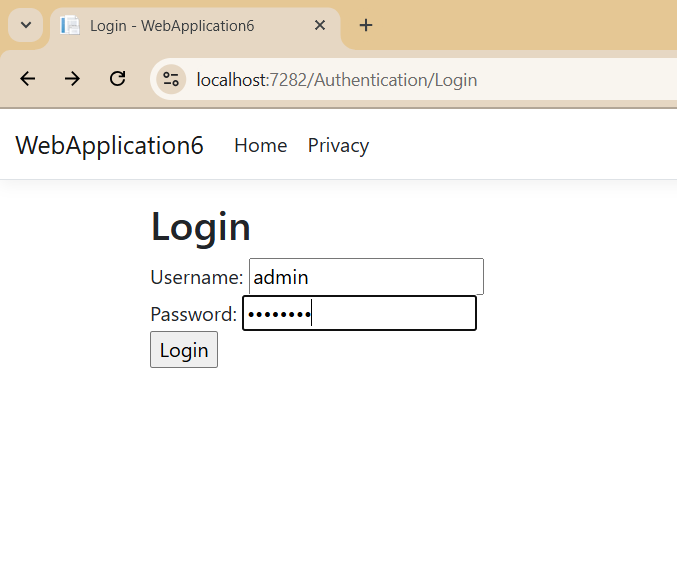 Login - WebApplication6
localhost:7282/Authentication/Login
WebApplication6 Home Privacy
Login
Username: admin
Password: ••••••••
Login